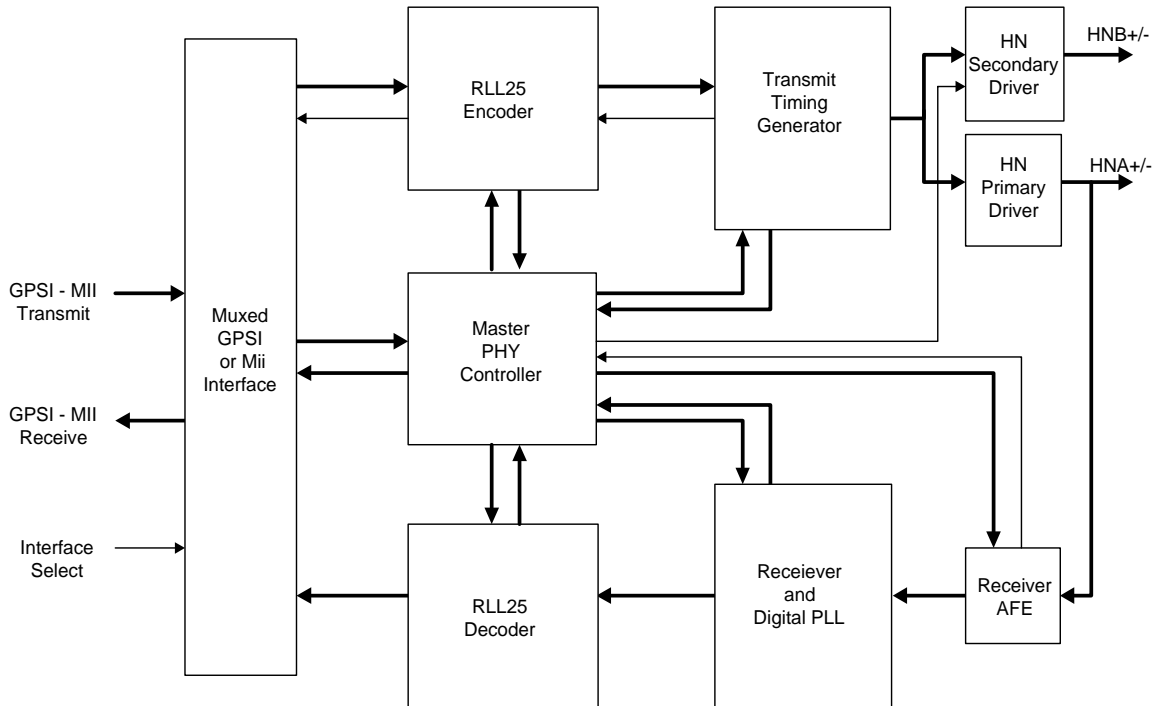 RLL25
Encoder
Transmit
Timing
Generator
HN
Secondary
Driver
HNB+/-
HN
Primary
Driver
HNA+/-
GPSI - MII
Transmit
Muxed
GPSI
or Mii
Interface
Master
PHY
Controller
GPSI - MII
Receive
Interface
Select
RLL25
Decoder
Receiever
and
Digital PLL
Receiver
AFE